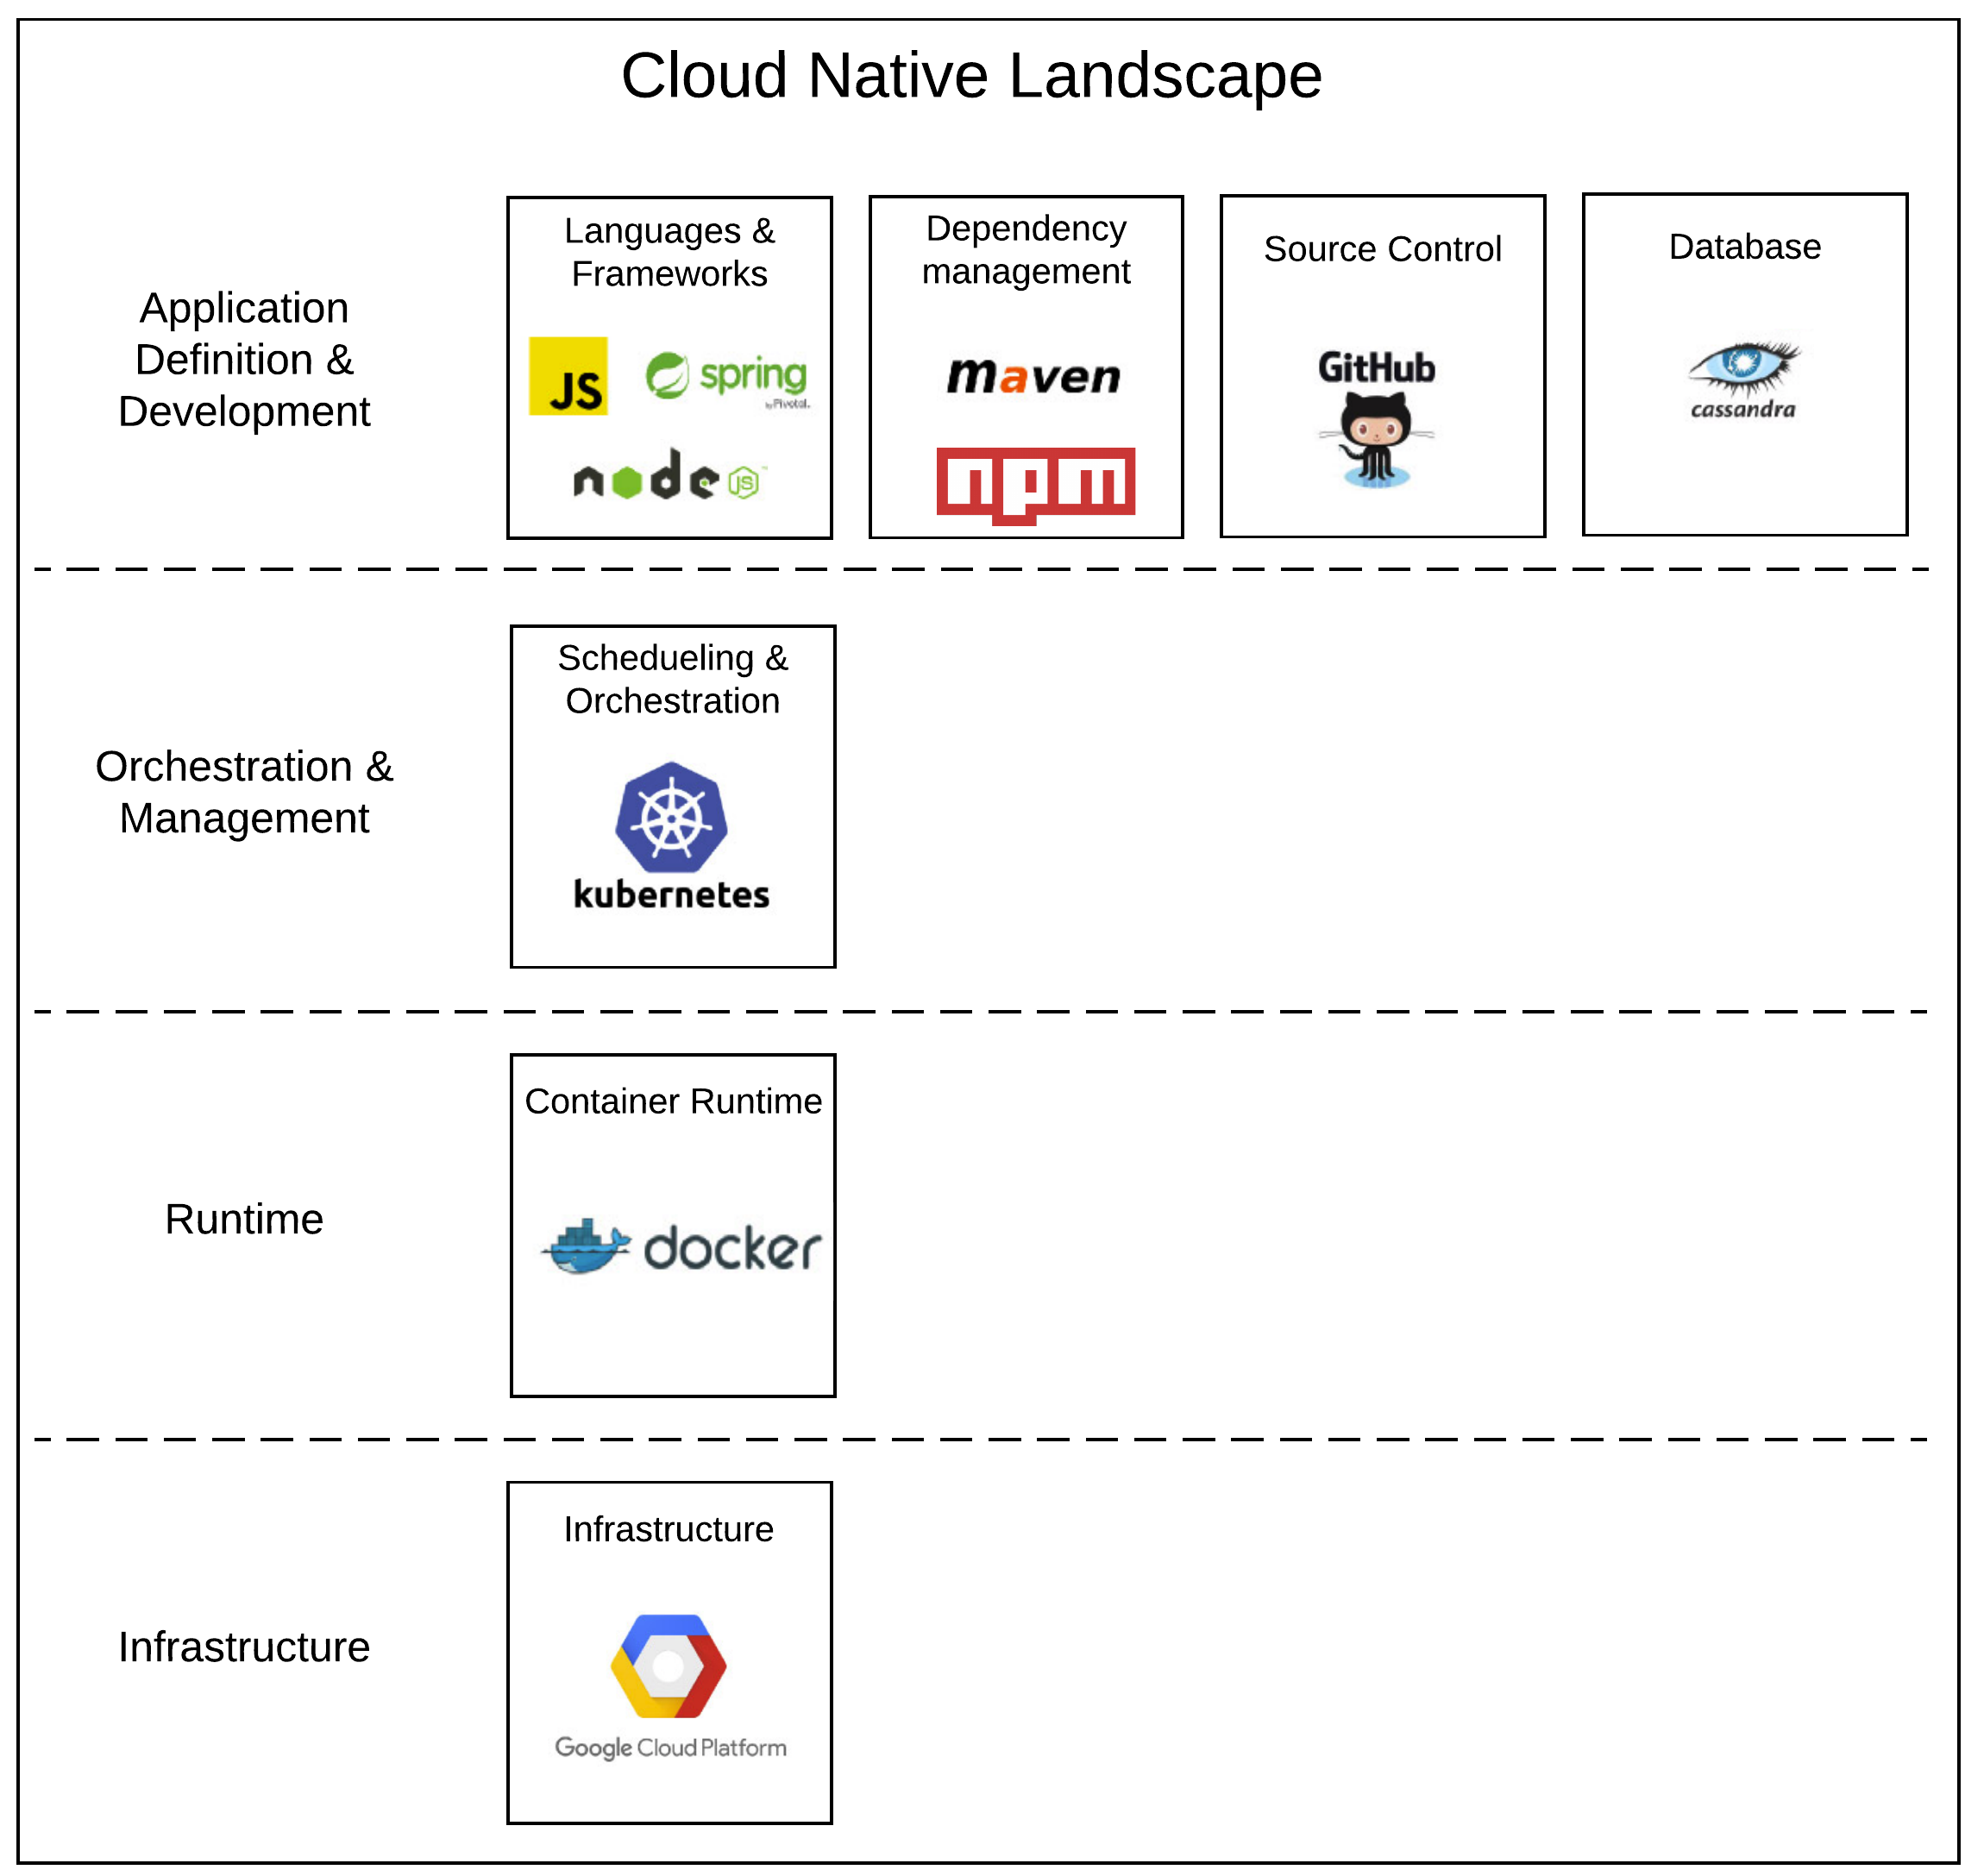 Cloud Native Landscape
Application
Definition &
Development
Languages &
Frameworks
JS
spring
by Pivotal.
node JS
Dependency
management
maven
npm
Source Control
GitHub
Database
cassandra
Orchestration &
Management
Schedueling &
Orchestration
kubernetes
Runtime
Container Runtime
docker
Infrastructure
Infrastructure
Google Cloud Platform